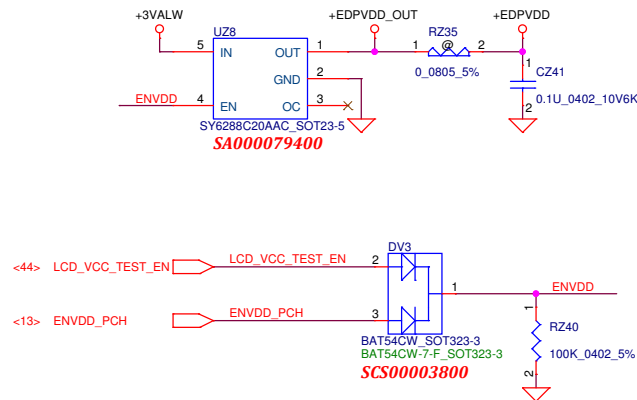 +3VALW
+EDPVDD_OUT
+EDPVDD
UZ8
RZ35
5 IN OUT 1
1 @ 2
GND 2
0_0805_5%
1
CZ41
ENVDD 4 EN OC 3
0.1U_0402_10V6K
2
SY6288C20AAC_SOT23-5
SA000079400
DV3
<44> LCD_VCC_TEST_EN LCD_VCC_TEST_EN 2
1 ENVDD
<13> ENVDD_PCH ENVDD_PCH 3
1
RZ40
BAT54CW_SOT323-3
BAT54CW-7-F_SOT323-3
100K_0402_5%
SCS00003800
2